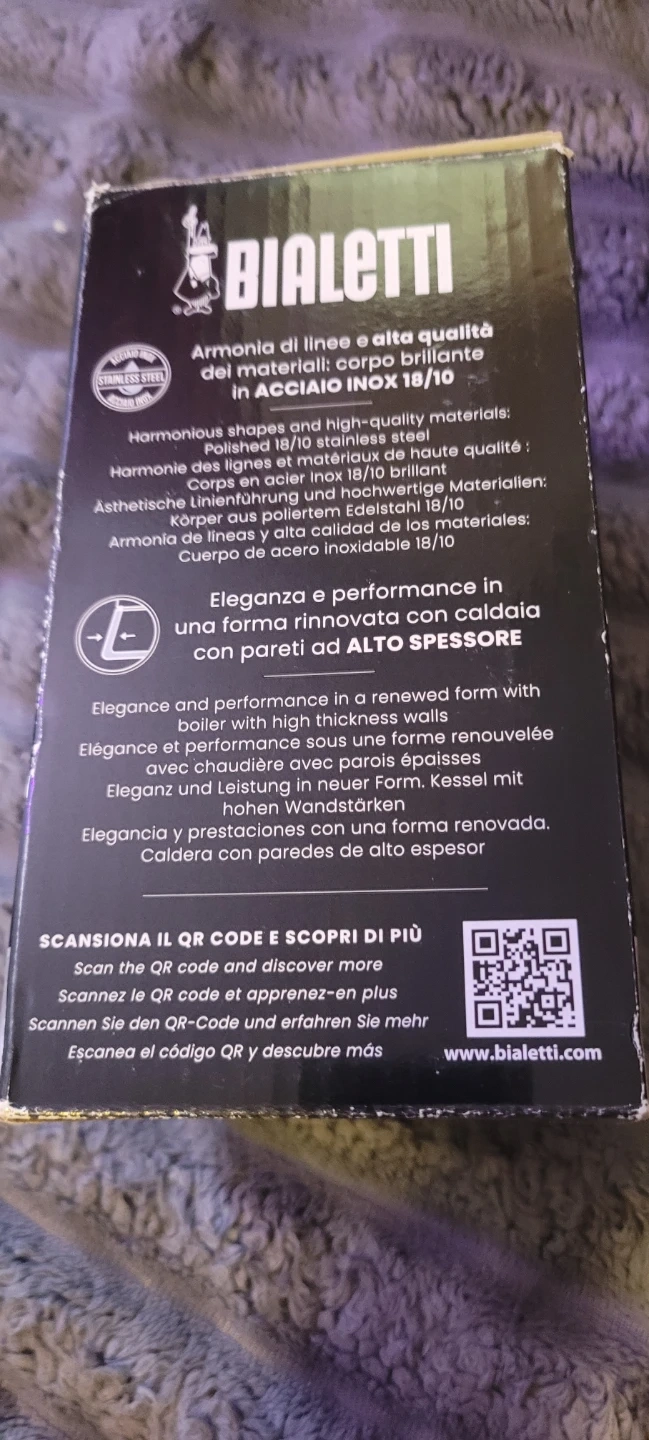 BIALETTI
®
Armonia di linee e alta qualità
dei materiali: corpo brillante
in ACCIAIO INOX 18/10
ACCIAIO INOX
STAINLESS STEEL
ACCIAIO INOX
Harmonious shapes and high-quality materials:
Polished 18/10 stainless steel
Harmonie des lignes et matériaux de haute qualité :
Corps en acier Inox 18/10 brillant
Ästhetische Linienführung und hochwertige Materialien:
Körper aus poliertem Edelstahl 18/10
Armonía de líneas y alta calidad de los materiales:
Cuerpo de acero inoxidable 18/10
Eleganza e performance in
una forma rinnovata con caldaia
con pareti ad ALTO SPESSORE
Elegance and performance in a renewed form with
boiler with high thickness walls
Elégance et performance sous une forme renouvelée
avec chaudière avec parois épaisses
Eleganz und Leistung in neuer Form. Kessel mit
hohen Wandstärken
Elegancia y prestaciones con una forma renovada.
Caldera con paredes de alto espesor
SCANSIONA IL QR CODE E SCOPRI DI PIÙ
Scan the QR code and discover more
Scannez le QR code et apprenez-en plus
Scannen Sie den QR-Code und erfahren Sie mehr
Escanea el código QR y descubre más
www.bialetti.com